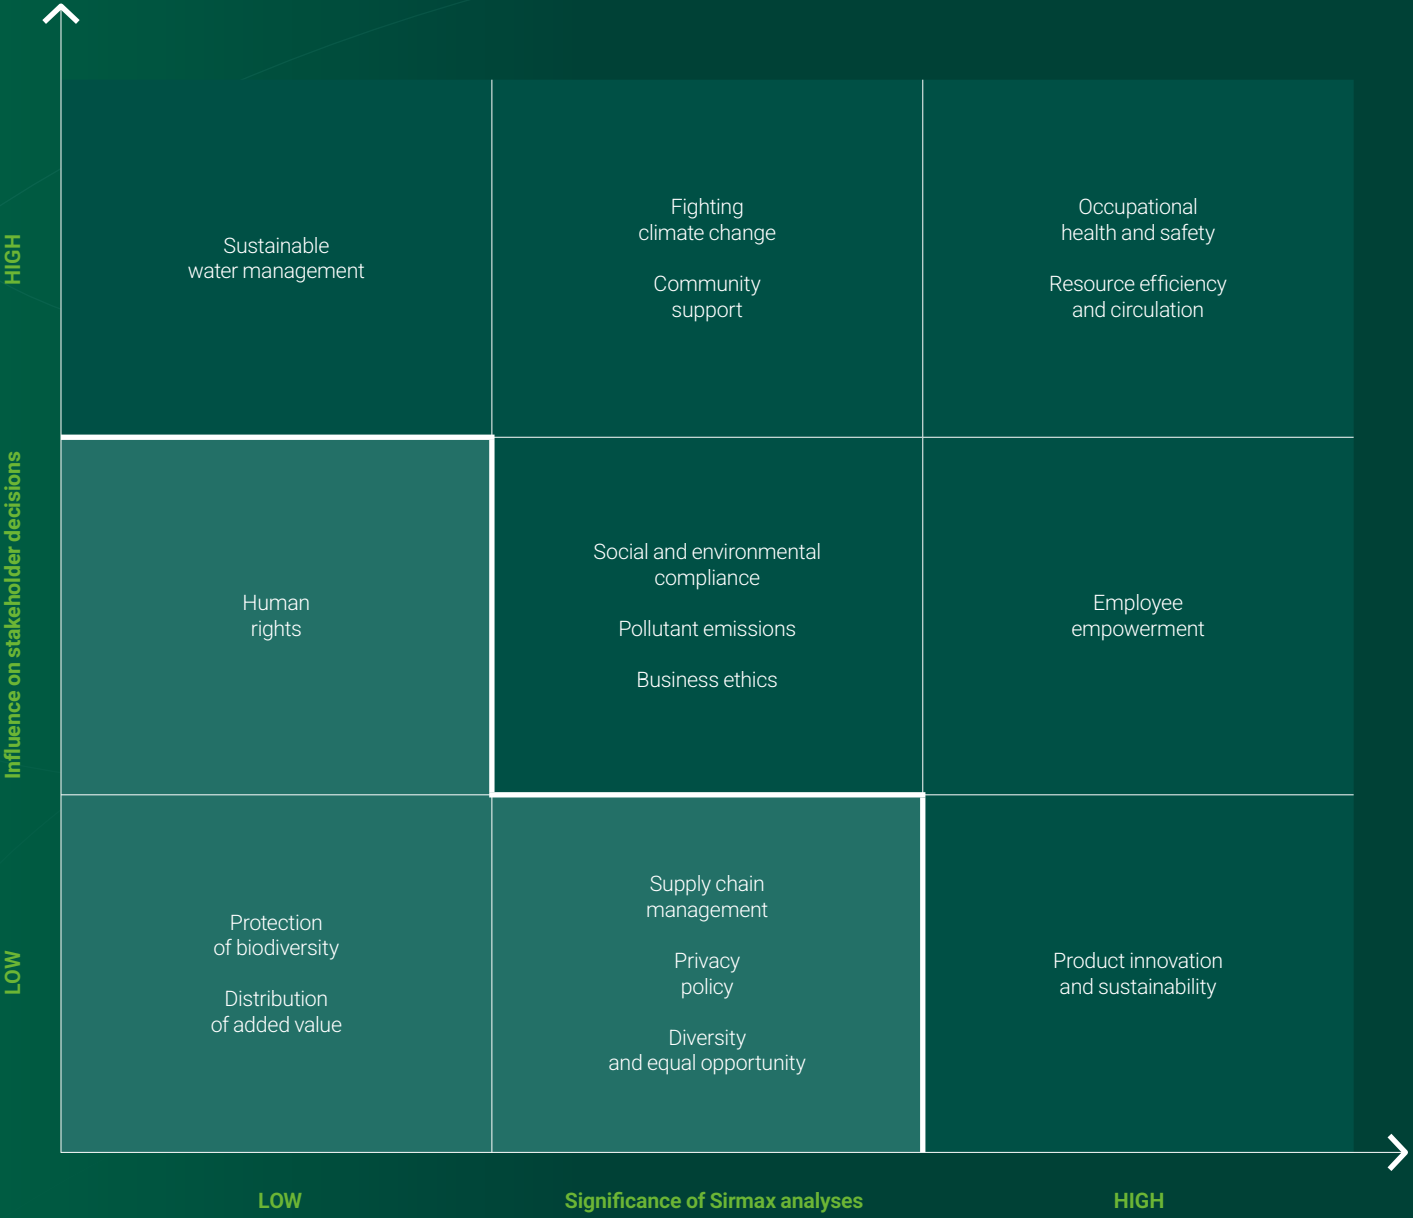 HIGH
Sustainable
water management
Fighting
climate change
Community
support
Occupational
health and safety
Resource efficiency
and circulation
Influence on stakeholder decisions
Human
rights
Social and environmental
compliance
Pollutant emissions
Business ethics
Employee
empowerment
LOW
Protection
of biodiversity
Distribution
of added value
Supply chain
management
Privacy
policy
Diversity
and equal opportunity
Product innovation
and sustainability
LOW
Significance of Sirmax analyses
HIGH